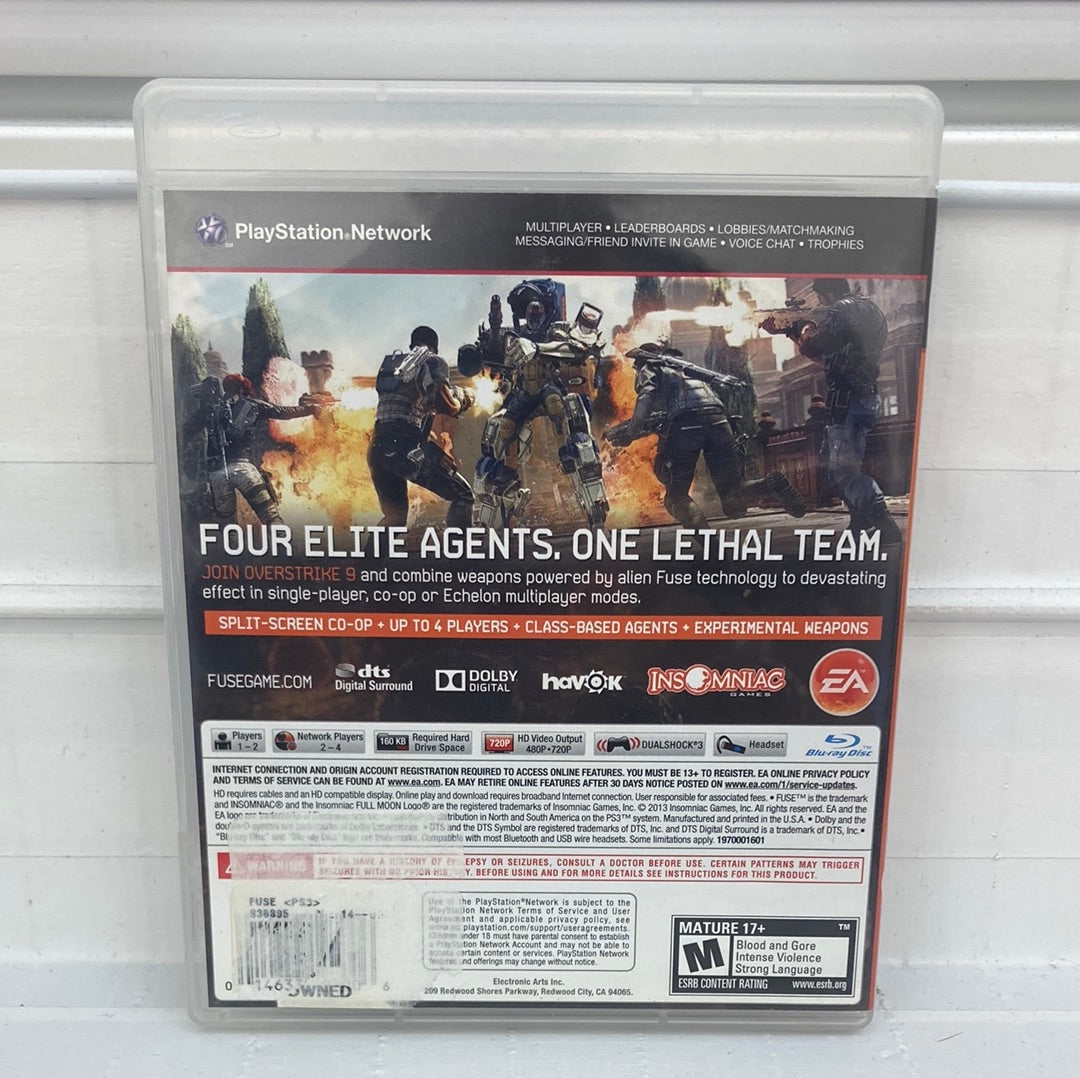 PlayStation®Network
SM
MULTIPLAYER • LEADERBOARDS • LOBBIES/MATCHMAKING
MESSAGING/FRIEND INVITE IN GAME • VOICE CHAT • TROPHIES
FOUR ELITE AGENTS. ONE LETHAL TEAM.
JOIN OVERSTRIKE 9 and combine weapons powered by alien Fuse technology to devastating
effect in single-player, co-op or Echelon multiplayer modes.
SPLIT-SCREEN CO-OP + UP TO 4 PLAYERS + CLASS-BASED AGENTS + EXPERIMENTAL WEAPONS
FUSEGAME.COM
dts
Digital Surround
DOLBY
DIGITAL
havok
INSOMNIAC
GAMES
EA
Players
1 – 2
Network Players
2 – 4
160 KB
Required Hard
Drive Space
720P
HD Video Output
480P•720P
DUALSHOCK®3
Headset
Blu-ray Disc™
INTERNET CONNECTION AND ORIGIN ACCOUNT REGISTRATION REQUIRED TO ACCESS ONLINE FEATURES. YOU MUST BE 13+ TO REGISTER. EA ONLINE PRIVACY POLICY
AND TERMS OF SERVICE CAN BE FOUND AT www.ea.com. EA MAY RETIRE ONLINE FEATURES AFTER 30 DAYS NOTICE POSTED ON www.ea.com/1/service-updates.
HD requires cables and an HD compatible display. Online play and download requires broadband Internet connection. User responsible for associated fees. • FUSE™ is the trademark
and INSOMNIAC® and the Insomniac FULL MOON Logo® are the registered trademarks of Insomniac Games, Inc. © 2013 Insomniac Games, Inc. All rights reserved. EA and the
EA logo are in North and South America on the PS3™ system. Manufactured and printed in the U.S.A. • Dolby and the
• DTS and the DTS Symbol are registered trademarks of DTS, Inc. and DTS Digital Surround is a trademark of DTS, Inc.•
Compatible with most Bluetooth and USB wire headsets. Some limitations apply. 1970001601
WARNING
IF YOU HAVE A HISTORY OF EPILEPSY OR SEIZURES, CONSULT A DOCTOR BEFORE USE. CERTAIN PATTERNS MAY TRIGGER
SEIZURES WITH NO PRIOR HISTORY. BEFORE USING AND FOR MORE DETAILS SEE INSTRUCTIONS FOR THIS PRODUCT.
FUSE <PS3>
936895
Use of the PlayStation®Network is subject to the
PlayStation Network Terms of Service and User
Agreement and applicable privacy policy, see
www.us.playstation.com/support/useragreements.
Children under 18 must have parental consent to establish
a PlayStation Network Account and may not be able to
access certain content or services. PlayStation Network
features and offerings may change without notice.
Electronic Arts Inc.
209 Redwood Shores Parkway, Redwood City, CA 94065.
MATURE 17+
TM
M
Blood and Gore
Intense Violence
Strong Language
ESRB CONTENT RATING
www.esrb.org